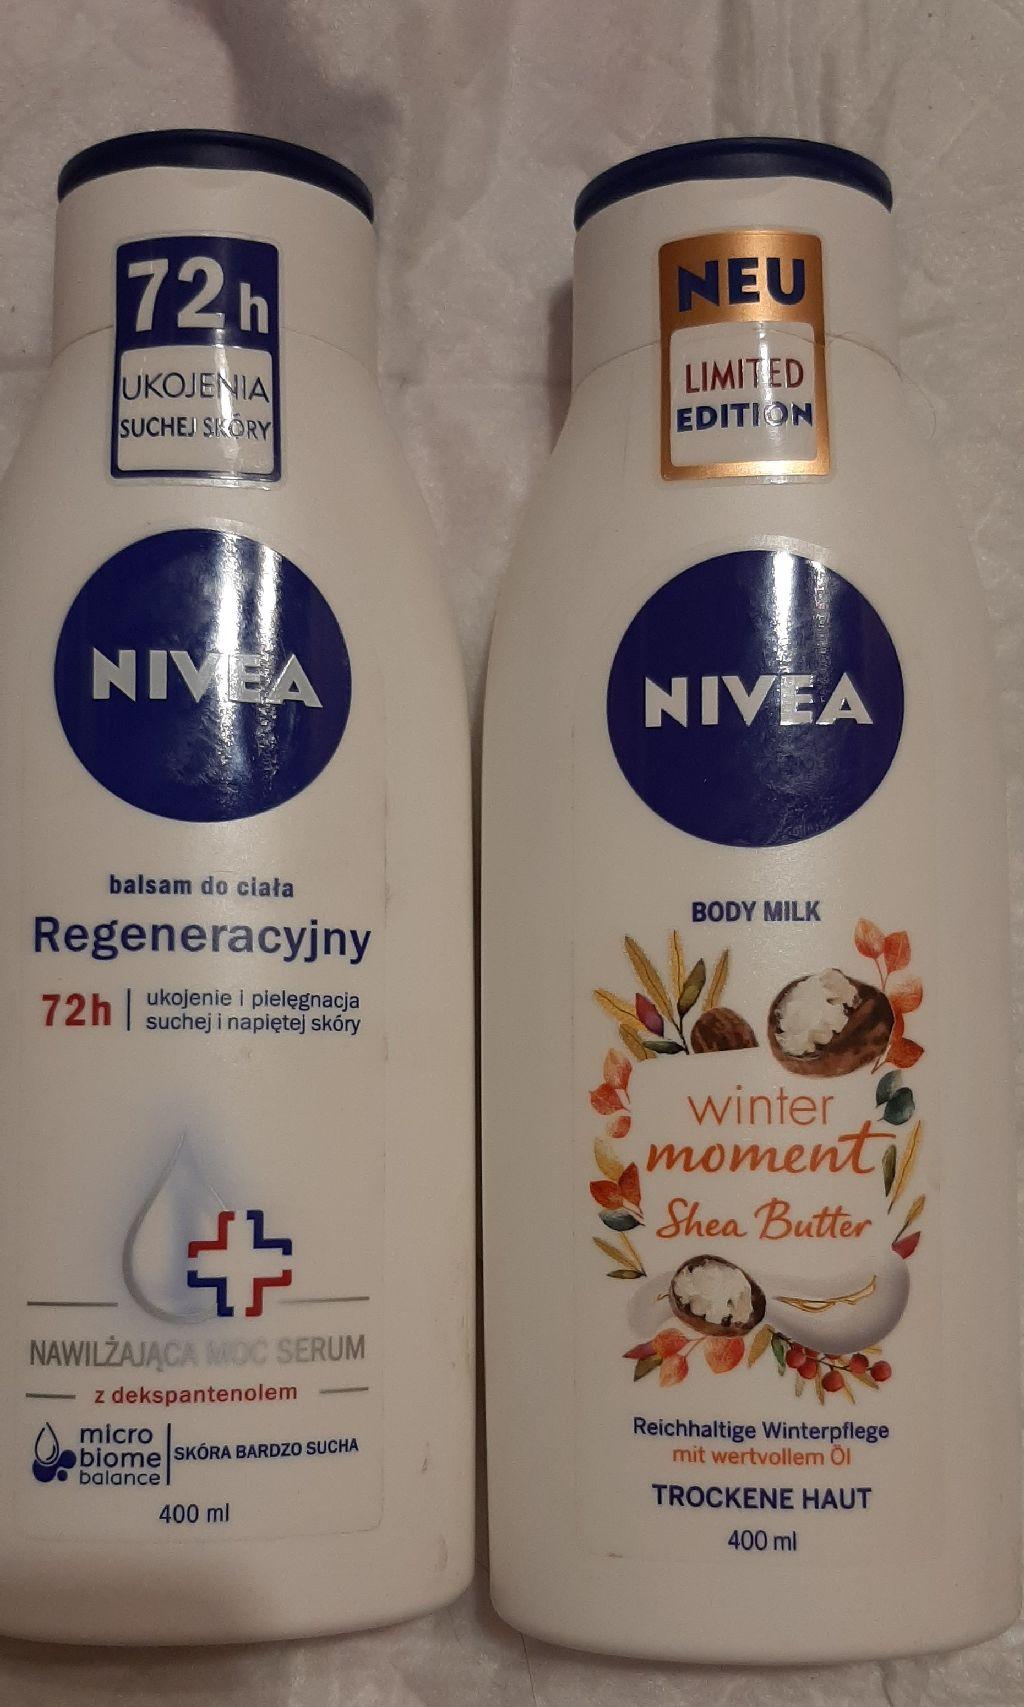 72h
UKOJENIA
SUCHEJ SKÓRY
NIVEA
balsam do ciała
Regeneracyjny
72h
ukojenie i pielęgnacja
suchej i napiętej skóry
NAWILŻAJĄCA MOC SERUM
z dekspantenolem
micro
biome
balance
SKÓRA BARDZO SUCHA
400 ml
NEU
LIMITED
EDITION
NIVEA
BODY MILK
winter
moment
Shea Butter
Reichhaltige Winterpflege
mit wertvollem Öl
TROCKENE HAUT
400 ml